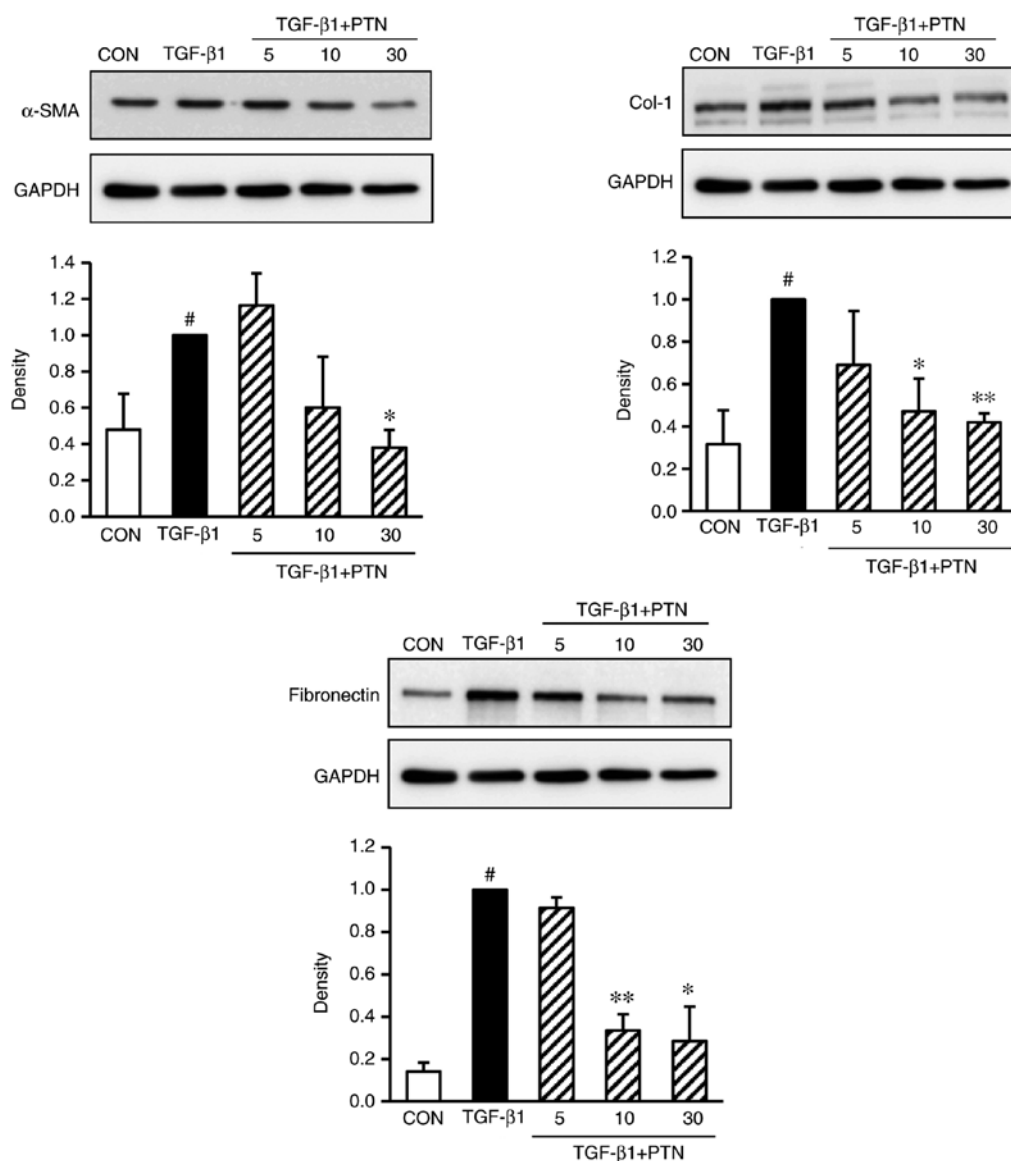 TGF-β1+PTN
CON TGF-β1 5 10 30
α-SMA
GAPDH
1.4
1.2
1.0
0.8
0.6
0.4
0.2
0.0
Density
#
*
CON TGF-β1 5 10 30
TGF-β1+PTN
TGF-β1+PTN
CON TGF-β1 5 10 30
Col-1
GAPDH
1.2
1.0
0.8
0.6
0.4
0.2
0.0
Density
#
*
**
CON TGF-β1 5 10 30
TGF-β1+PTN
TGF-β1+PTN
CON TGF-β1 5 10 30
Fibronectin
GAPDH
1.2
1.0
0.8
0.6
0.4
0.2
0.0
Density
#
**
*
CON TGF-β1 5 10 30
TGF-β1+PTN